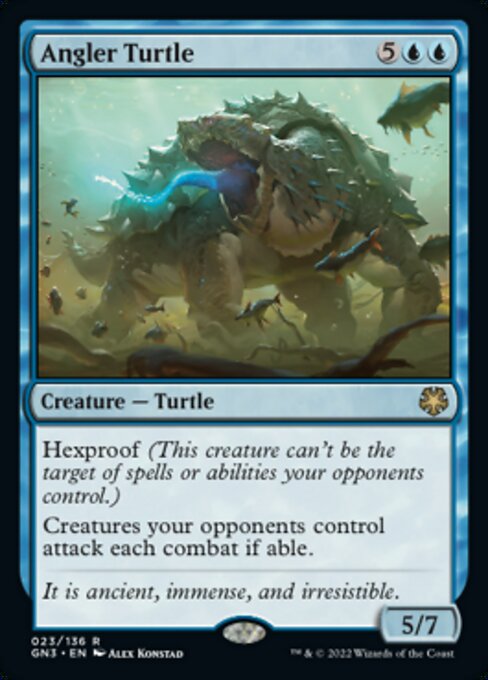 Angler Turtle 5
Creature — Turtle
Hexproof (This creature can't be the
target of spells or abilities your opponents
control.)
Creatures your opponents control
attack each combat if able.
It is ancient, immense, and irresistible.
5/7
023/136 R
GN3 • EN Alex Konstad
™ & © 2022 Wizards of the Coast